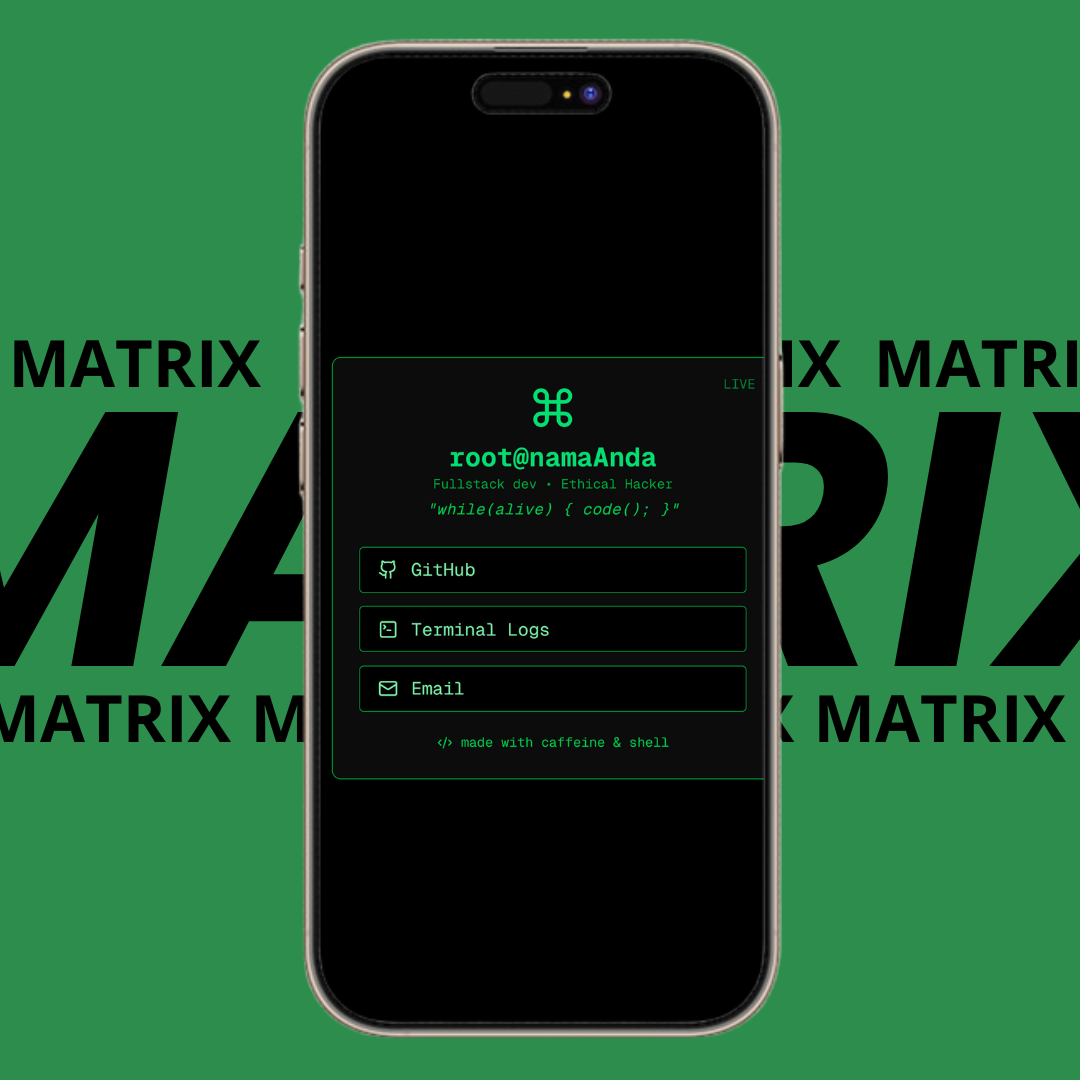 MATRIX IX MATRI
LIVE
root@namaAnda
Fullstack dev • Ethical Hacker
"while(alive) { code(); }"
MA RIX
GitHub
Terminal Logs
Email
MATRIX M X MATRIX
</> made with caffeine & shell